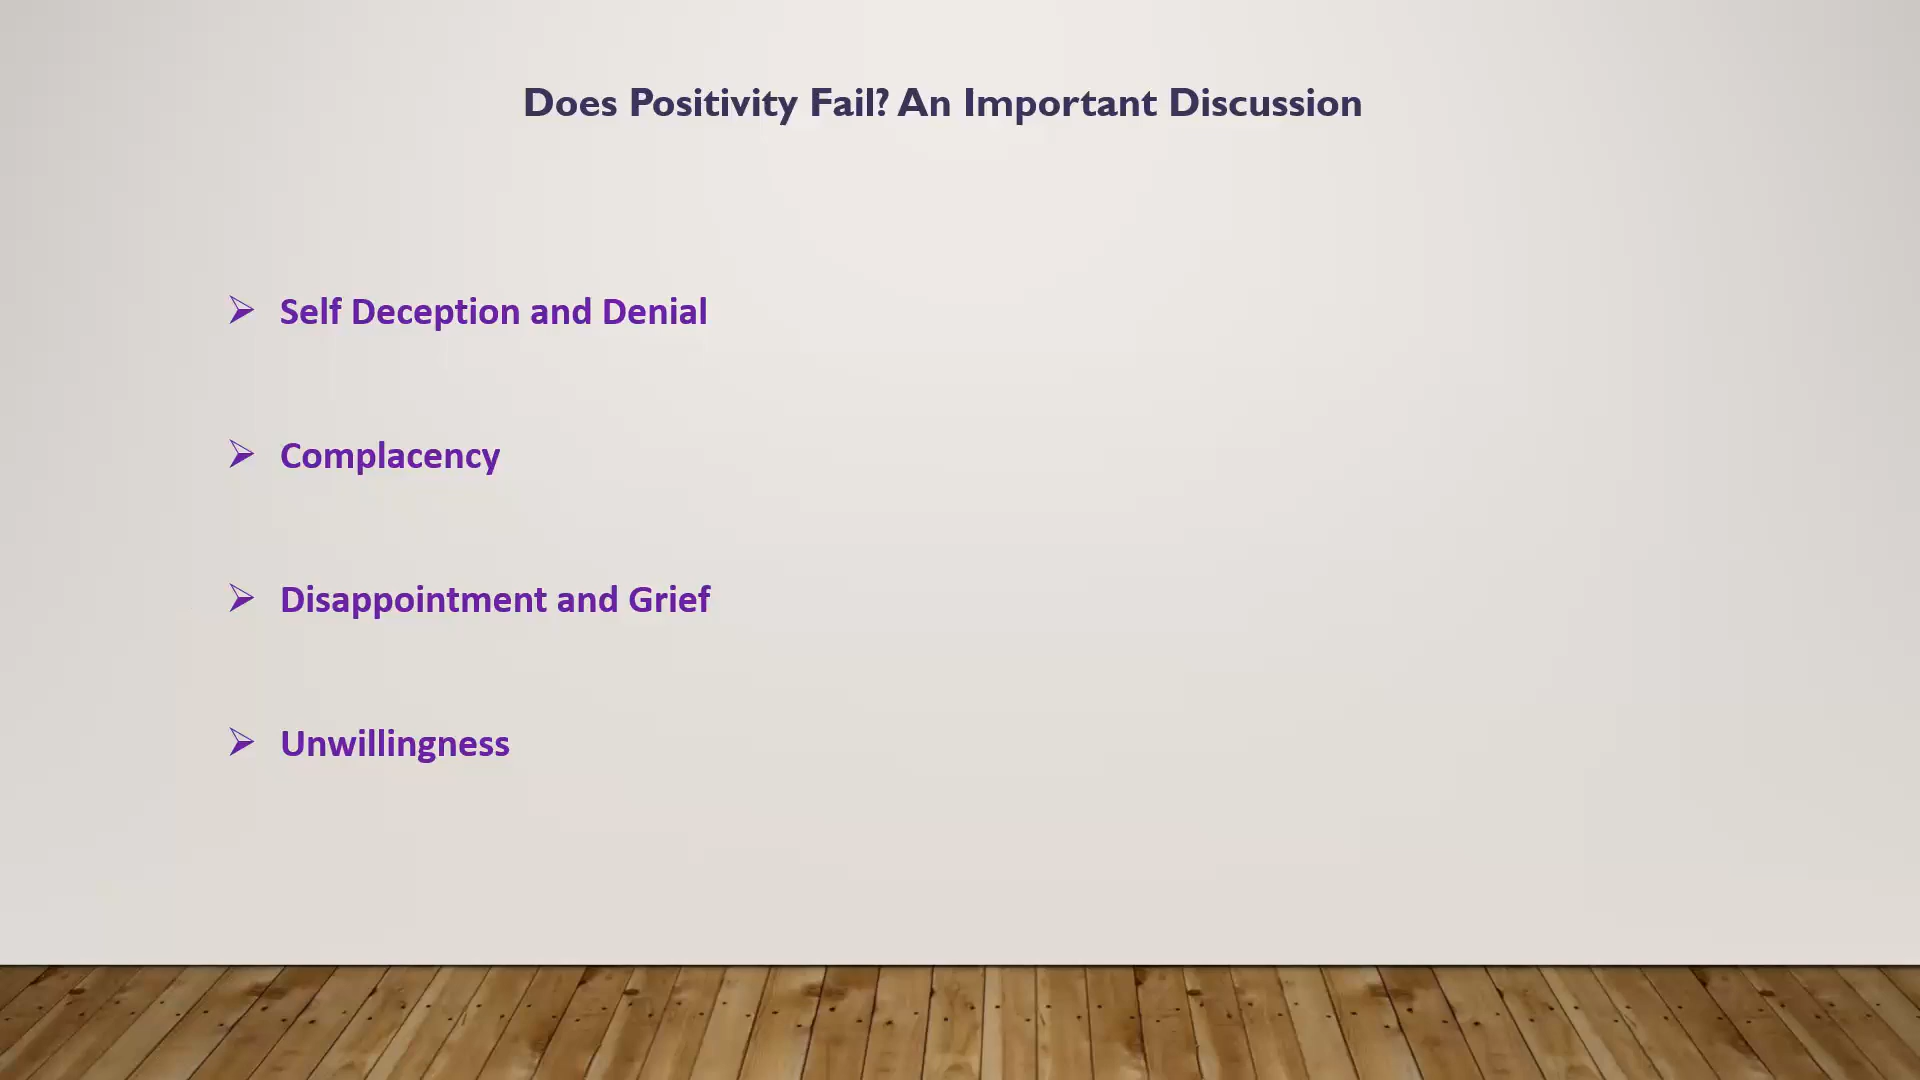 Does Positivity Fail? An Important Discussion
➢ Self Deception and Denial
➢ Complacency
➢ Disappointment and Grief
➢ Unwillingness